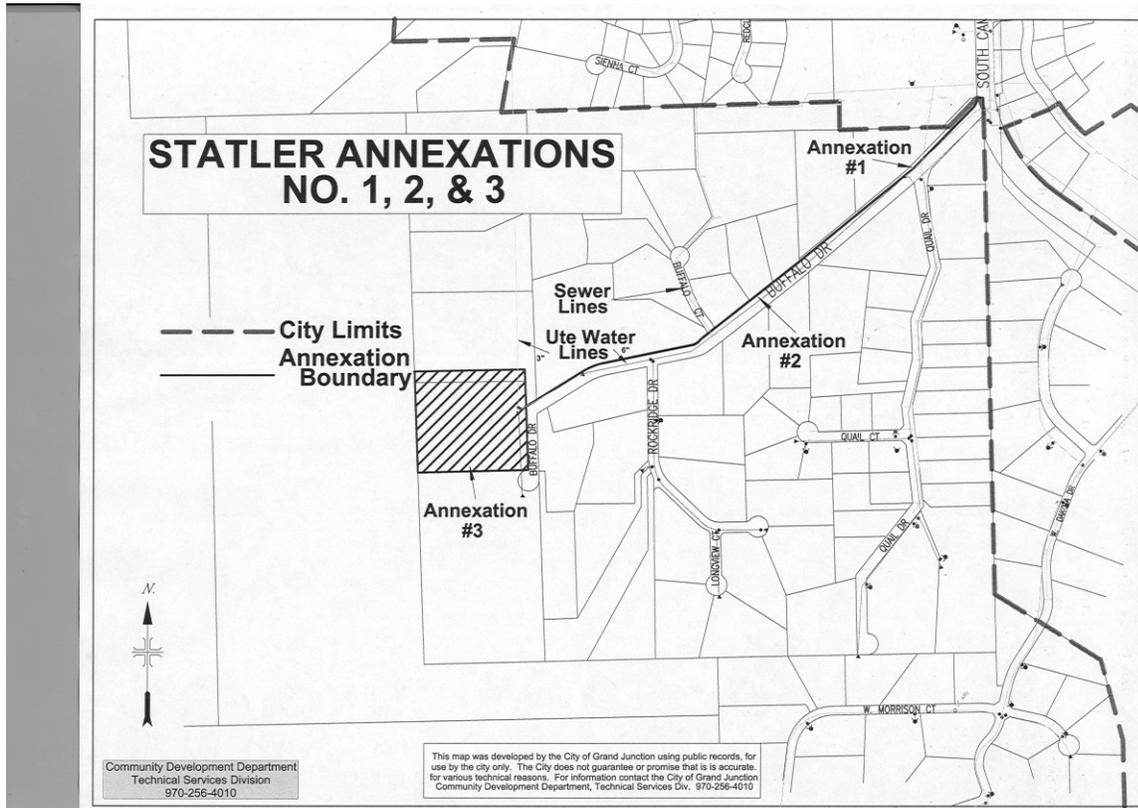 SIENNA CT
SOUTH CAM
STATLER ANNEXATIONS
NO. 1, 2, & 3
Annexation
#1
QUAIL DR
BUFFALO DR
BUFFALO CT
Sewer
Lines
City Limits
Annexation
Boundary
Ute Water
Lines
3"
6"
Annexation
#2
ROCKRIDGE DR
BUFFALO DR
QUAIL CT
Annexation
#3
QUAIL DR
LONGVIEW CT
W. DAKOTA DR
N.
W. MORRISON CT
Community Development Department
Technical Services Division
970-256-4010
This map was developed by the City of Grand Junction using public records, for
use by the city only. The City does not guarantee or promise that is is accurate.
for various technical reasons. For information contact the City of Grand Junction
Community Development Department, Technical Services Div. 970-256-4010